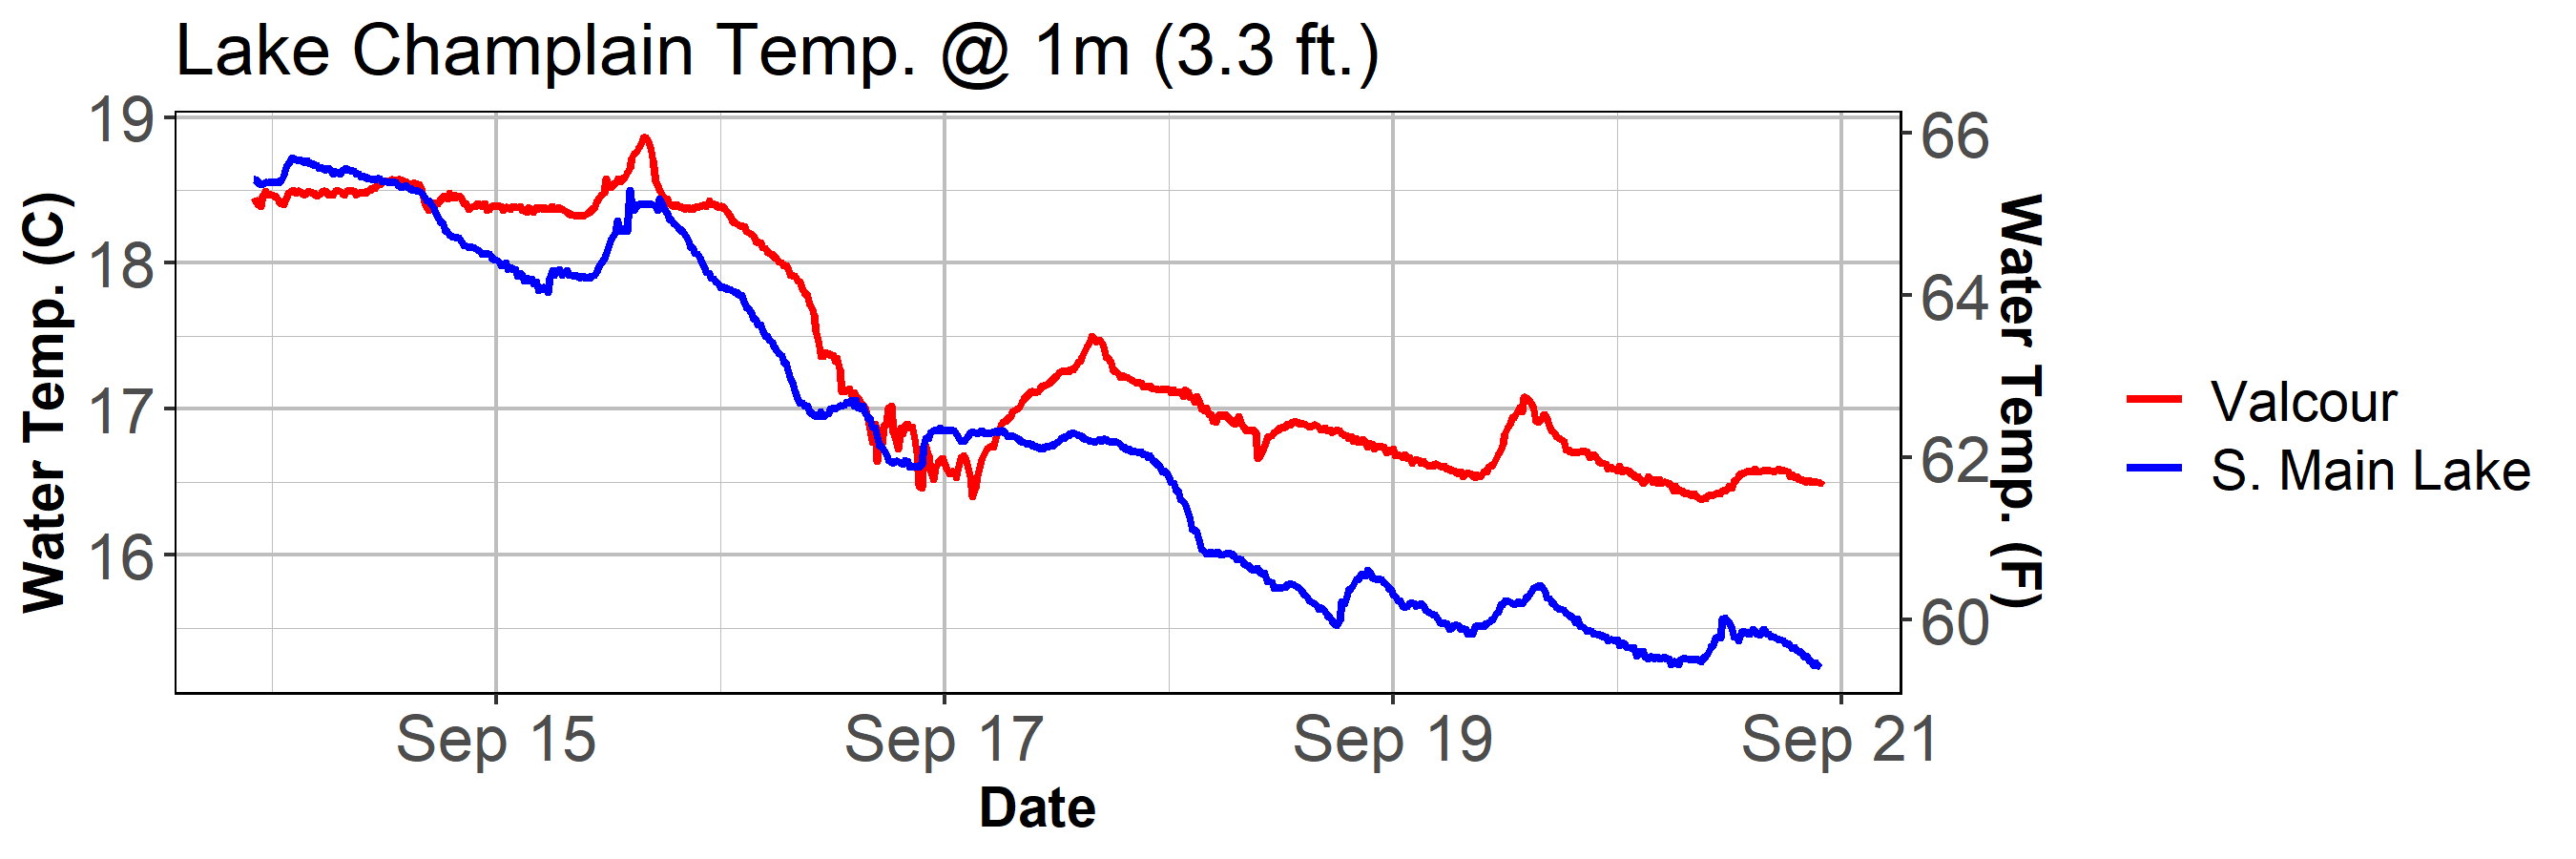 Lake Champlain Temp. @ 1m (3.3 ft.)
Water Temp. (C)
19
18
17
16
66
64
62
60
Water Temp. (F)
Sep 15
Sep 17
Sep 19
Sep 21
Date
Valcour
S. Main Lake